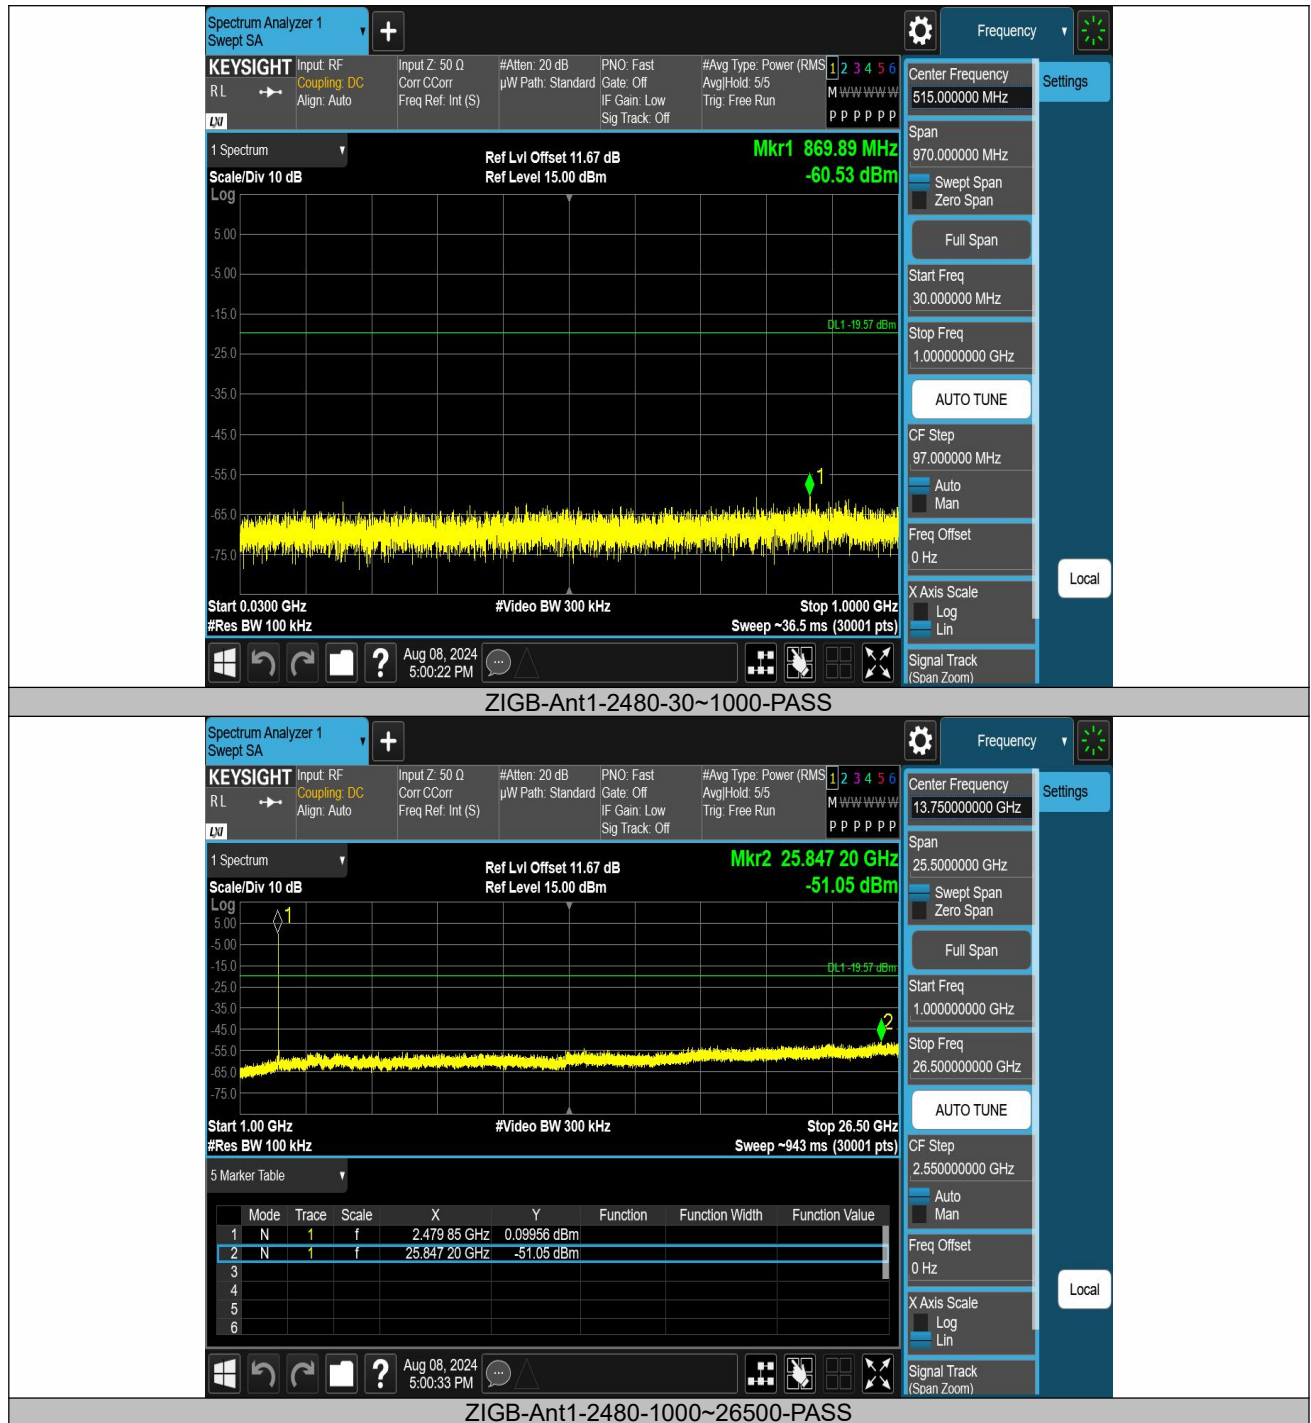 Spectrum Analyzer 1
Swept SA
Frequency
KEYSIGHT
RL
LXI
Input: RF
Coupling: DC
Align: Auto
Input Z: 50 Ω
Corr CCorr
Freq Ref: Int (S)
#Atten: 20 dB
µW Path: Standard
PNO: Fast
Gate: Off
IF Gain: Low
Sig Track: Off
#Avg Type: Power (RMS
Avg|Hold: 5/5
Trig: Free Run
1 2 3 4 5 6
M W W W W W
P P P P P P
1 Spectrum
Scale/Div 10 dB
Log
Ref Lvl Offset 11.67 dB
Ref Level 15.00 dBm
Mkr1 869.89 MHz
-60.53 dBm
5.00
-5.00
-15.0
DL1 -19.57 dBm
-25.0
-35.0
-45.0
-55.0
1
-65.0
-75.0
Start 0.0300 GHz
#Video BW 300 kHz
Stop 1.0000 GHz
#Res BW 100 kHz
Sweep ~36.5 ms (30001 pts)
Aug 08, 2024
5:00:22 PM
Center Frequency
515.000000 MHz
Settings
Span
970.000000 MHz
Swept Span
Zero Span
Full Span
Start Freq
30.000000 MHz
Stop Freq
1.000000000 GHz
AUTO TUNE
CF Step
97.000000 MHz
Auto
Man
Freq Offset
0 Hz
Local
X Axis Scale
Log
Lin
Signal Track
(Span Zoom)
ZIGB-Ant1-2480-30~1000-PASS
Spectrum Analyzer 1
Swept SA
Frequency
KEYSIGHT
RL
LXI
Input: RF
Coupling: DC
Align: Auto
Input Z: 50 Ω
Corr CCorr
Freq Ref: Int (S)
#Atten: 20 dB
µW Path: Standard
PNO: Fast
Gate: Off
IF Gain: Low
Sig Track: Off
#Avg Type: Power (RMS
Avg|Hold: 5/5
Trig: Free Run
1 2 3 4 5 6
M W W W W W
P P P P P P
1 Spectrum
Scale/Div 10 dB
Log
Ref Lvl Offset 11.67 dB
Ref Level 15.00 dBm
Mkr2 25.847 20 GHz
-51.05 dBm
1
5.00
-5.00
-15.0
DL1 -19.57 dBm
-25.0
-35.0
-45.0
2
-55.0
-65.0
-75.0
Start 1.00 GHz
#Video BW 300 kHz
Stop 26.50 GHz
#Res BW 100 kHz
Sweep ~943 ms (30001 pts)
5 Marker Table
Mode Trace Scale X Y Function Function Width Function Value
1 N 1 f 2.479 85 GHz 0.09956 dBm
2 N 1 f 25.847 20 GHz -51.05 dBm
3
4
5
6
Aug 08, 2024
5:00:33 PM
Center Frequency
13.750000000 GHz
Settings
Span
25.5000000 GHz
Swept Span
Zero Span
Full Span
Start Freq
1.000000000 GHz
Stop Freq
26.500000000 GHz
AUTO TUNE
CF Step
2.550000000 GHz
Auto
Man
Freq Offset
0 Hz
Local
X Axis Scale
Log
Lin
Signal Track
(Span Zoom)
ZIGB-Ant1-2480-1000~26500-PASS